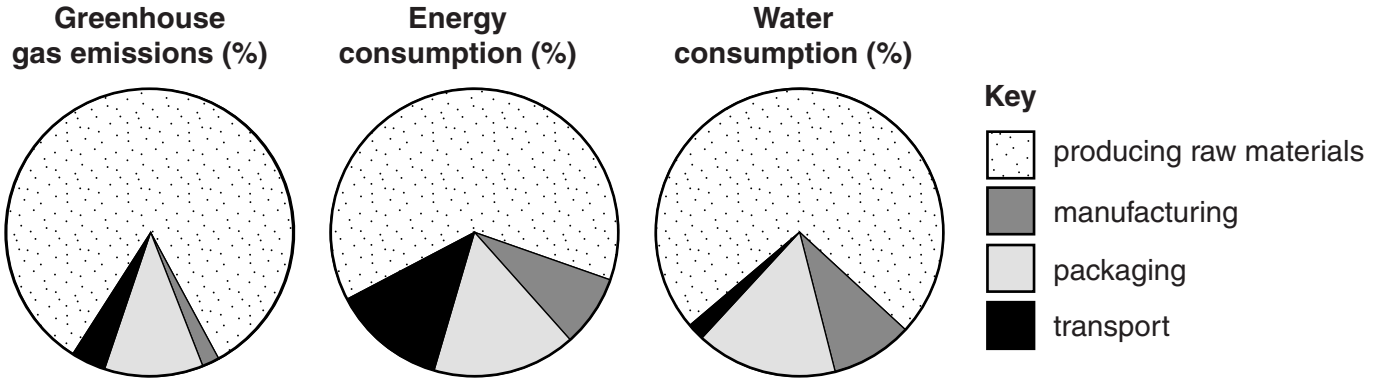 Greenhouse
gas emissions (%)
Energy
consumption (%)
Water
consumption (%)
Key
producing raw materials
manufacturing
packaging
transport